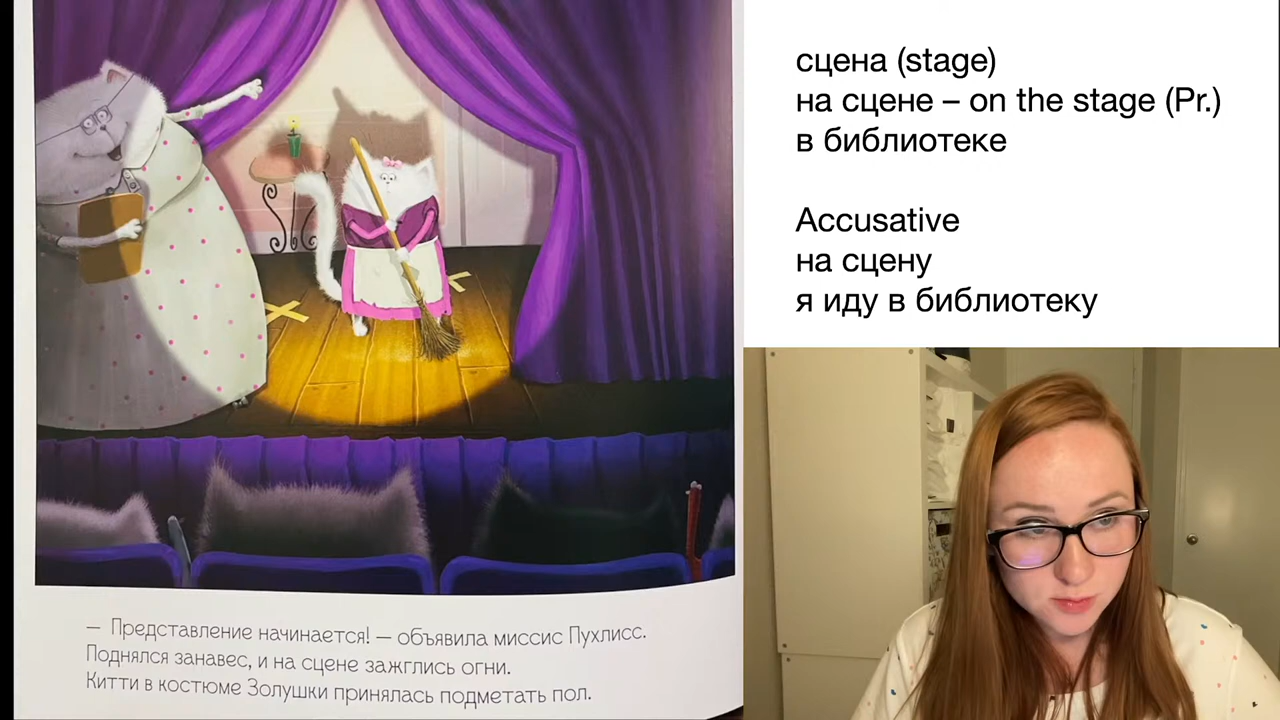 сцена (stage)
на сцене – on the stage (Pr.)
в библиотеке
Accusative
на сцену
я иду в библиотеку
— Представление начинается! — объявила миссис Пухлисс.
Поднялся занавес, и на сцене зажглись огни.
Китти в костюме Золушки принялась подметать пол.